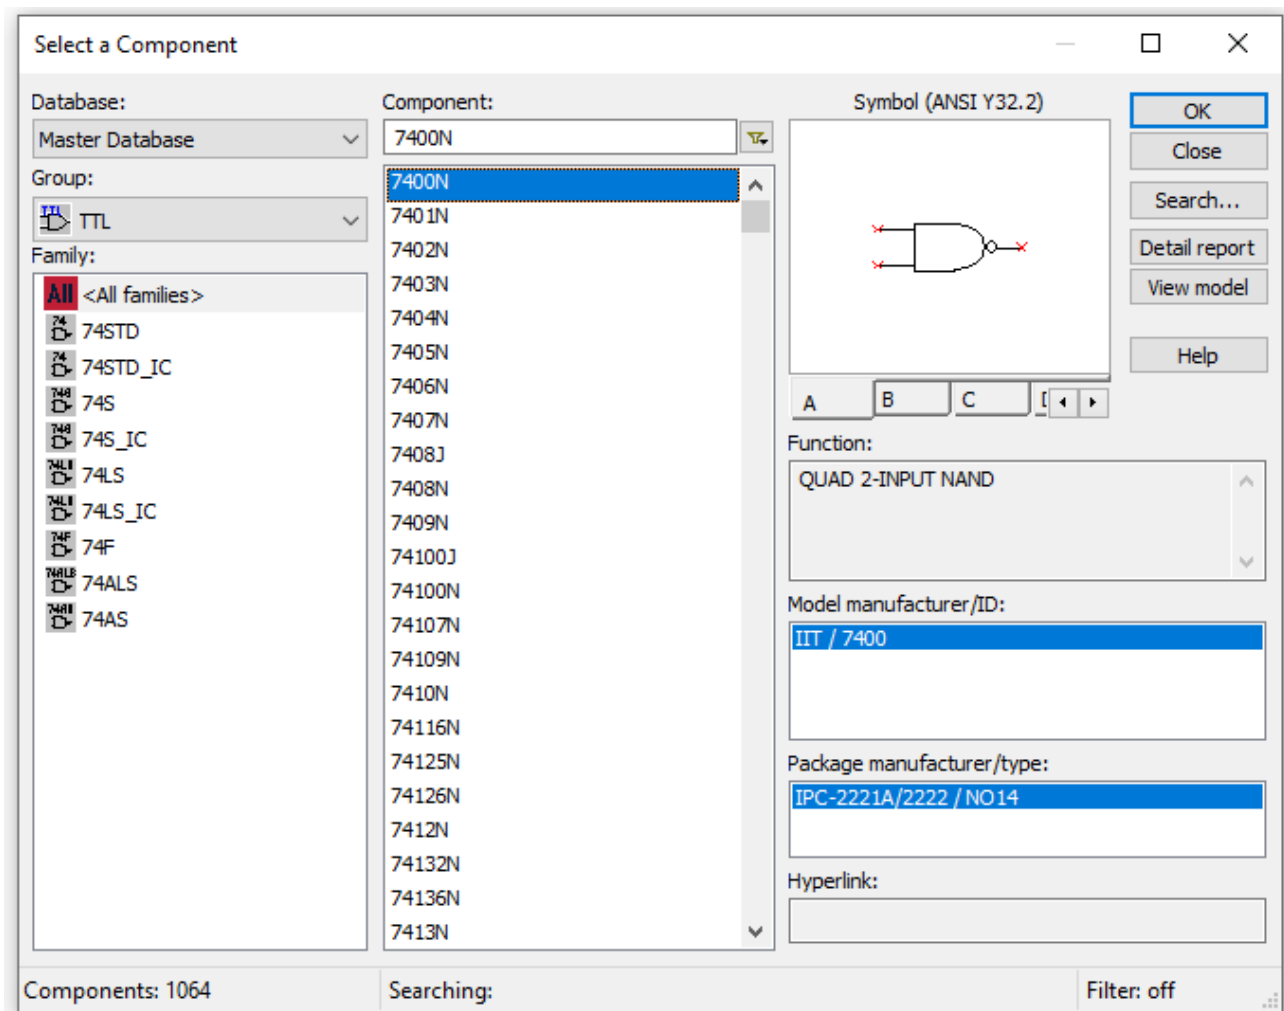 Select a Component
Database:
Master Database
Group:
TTL
Family:
All <All families>
74STD
74STD_IC
74S
74S_IC
74LS
74LS_IC
74F
74ALS
74AS
Component:
7400N
7400N
7401N
7402N
7403N
7404N
7405N
7406N
7407N
7408J
7408N
7409N
74100J
74100N
74107N
74109N
7410N
74116N
74125N
74126N
7412N
74132N
74136N
7413N
Symbol (ANSI Y32.2)
A B C
Function:
QUAD 2-INPUT NAND
Model manufacturer/ID:
IIT / 7400
Package manufacturer/type:
IPC-2221A/2222 / NO14
Hyperlink:
OK
Close
Search...
Detail report
View model
Help
Components: 1064
Searching:
Filter: off